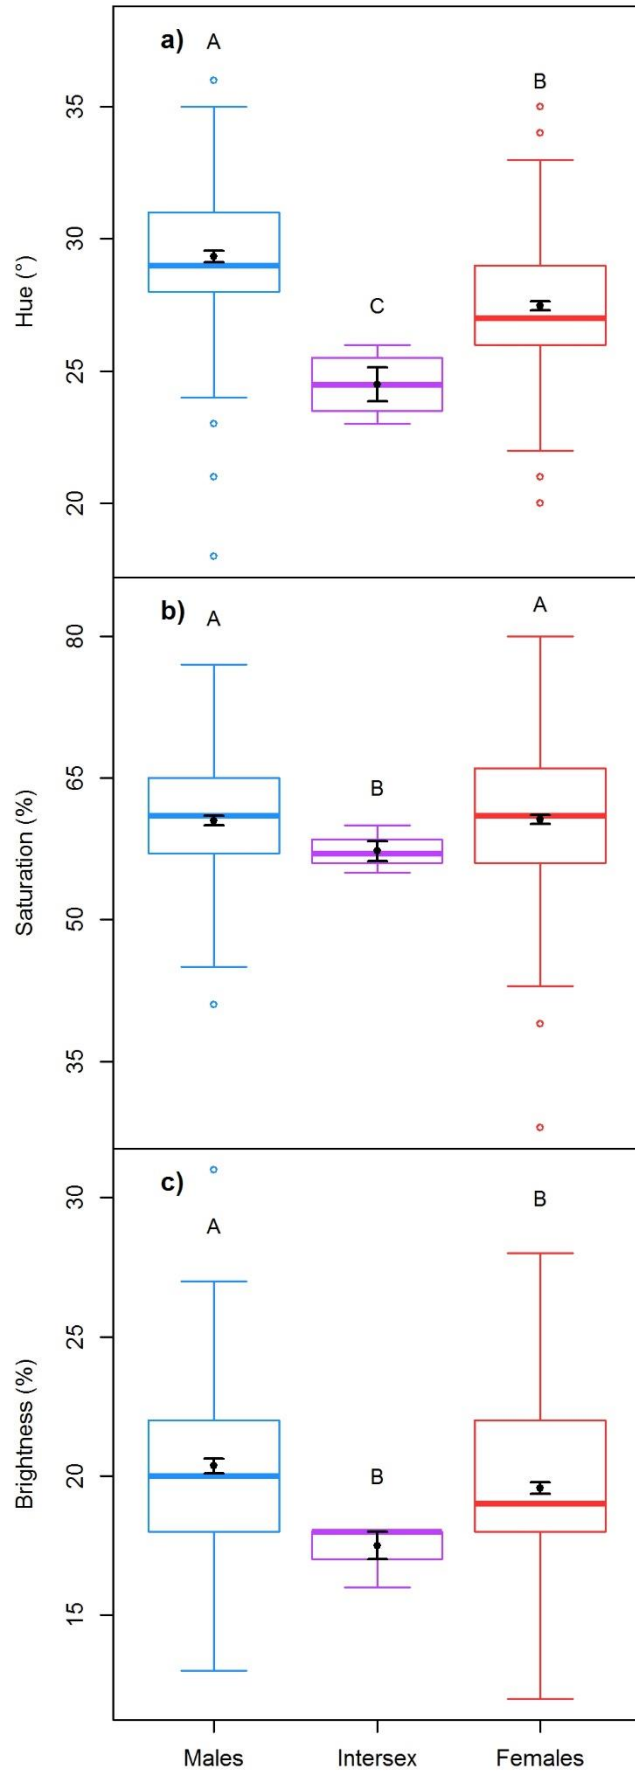 a)
A
B
C
35
30
25
20
Hue (°)
b)
A
A
B
80
65
50
35
Saturation (%)
c)
A
B
B
30
25
20
15
Brightness (%)
Males Intersex Females